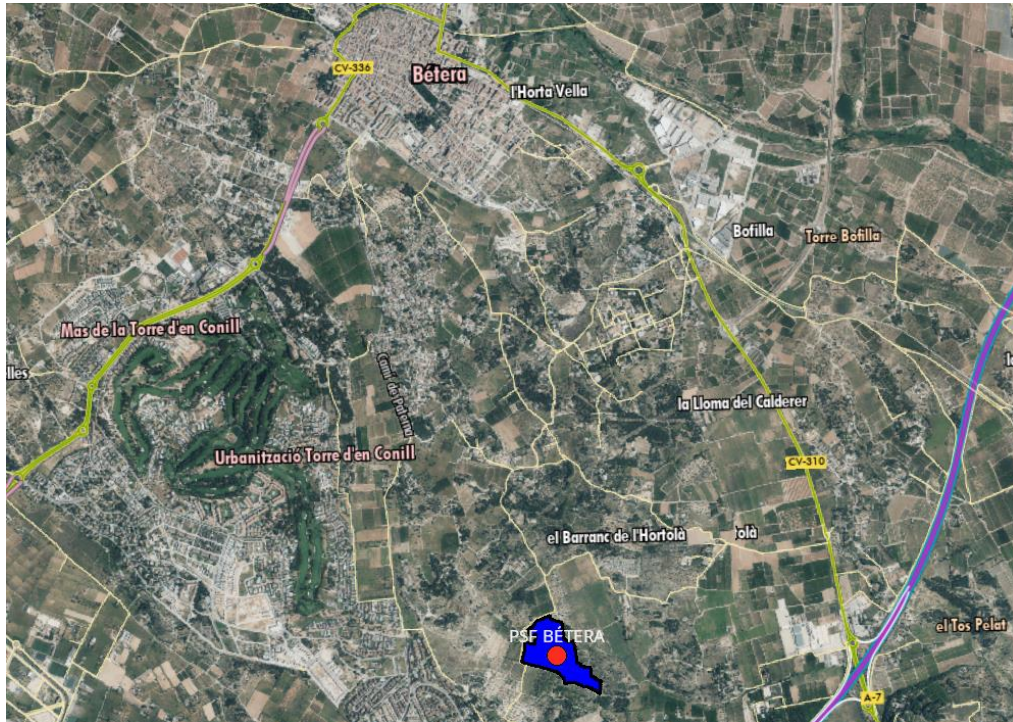 CV-336
Bétera
l'Horta Vella
Bofilla
Torre Bofilla
Mas de la Torre d'en Conill
elles
Camí de Paterna
la Lloma del Calderer
Urbanització Torre d'en Conill
CV-310
el Barranc de l'Hortolà
tolà
el Tos Pelat
PSF BÉTERA
A-7